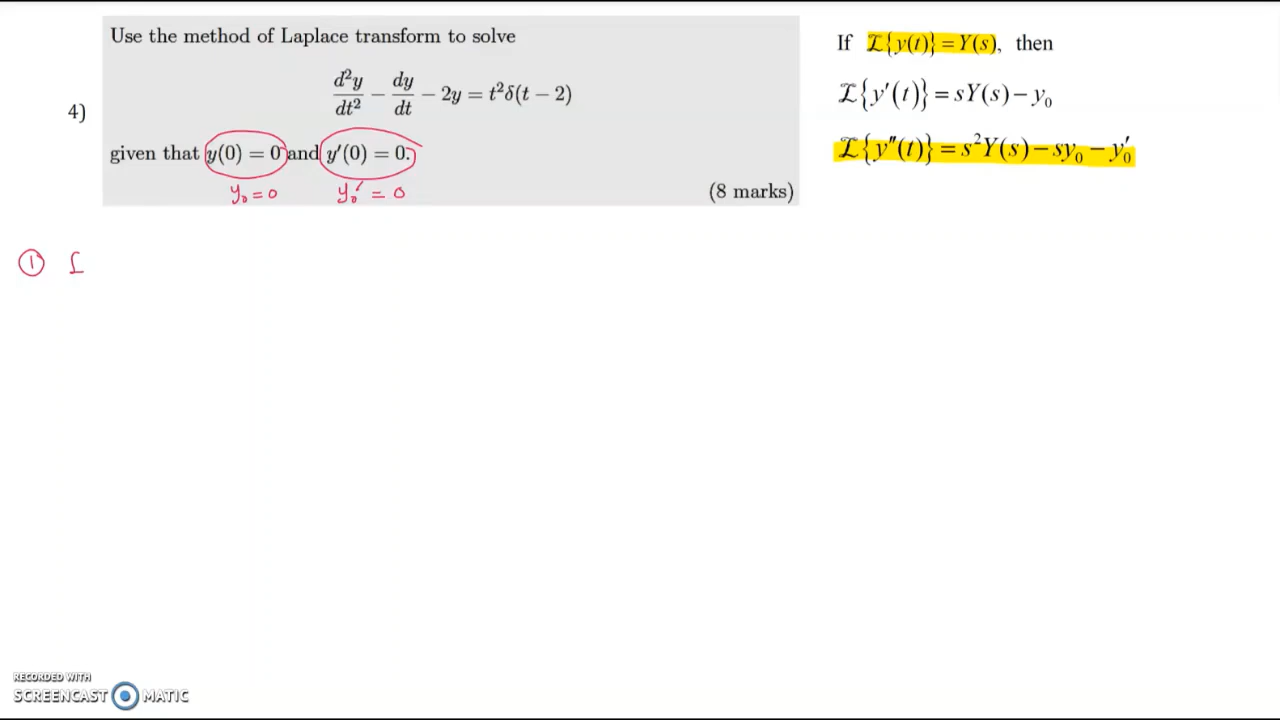 Use the method of Laplace transform to solve
4)
d²y/dt² − dy/dt − 2y = t²δ(t − 2)
given that y(0) = 0 and y′(0) = 0.
y₀ = 0 y₀′ = 0
(8 marks)
If ℒ{y(t)} = Y(s), then
ℒ{y′(t)} = sY(s) − y₀
ℒ{y″(t)} = s²Y(s) − sy₀ − y₀′
① ℒ
RECORDED WITH
SCREENCAST MATIC